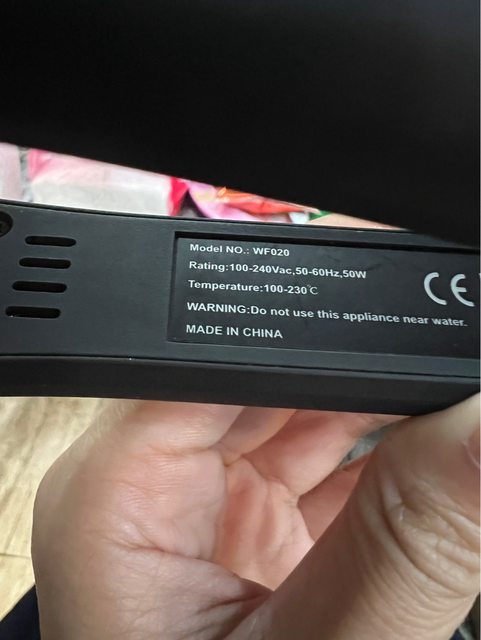 Model NO.: WF020
Rating:100-240Vac,50-60Hz,50W
Temperature:100-230℃
CE
WARNING:Do not use this appliance near water.
MADE IN CHINA